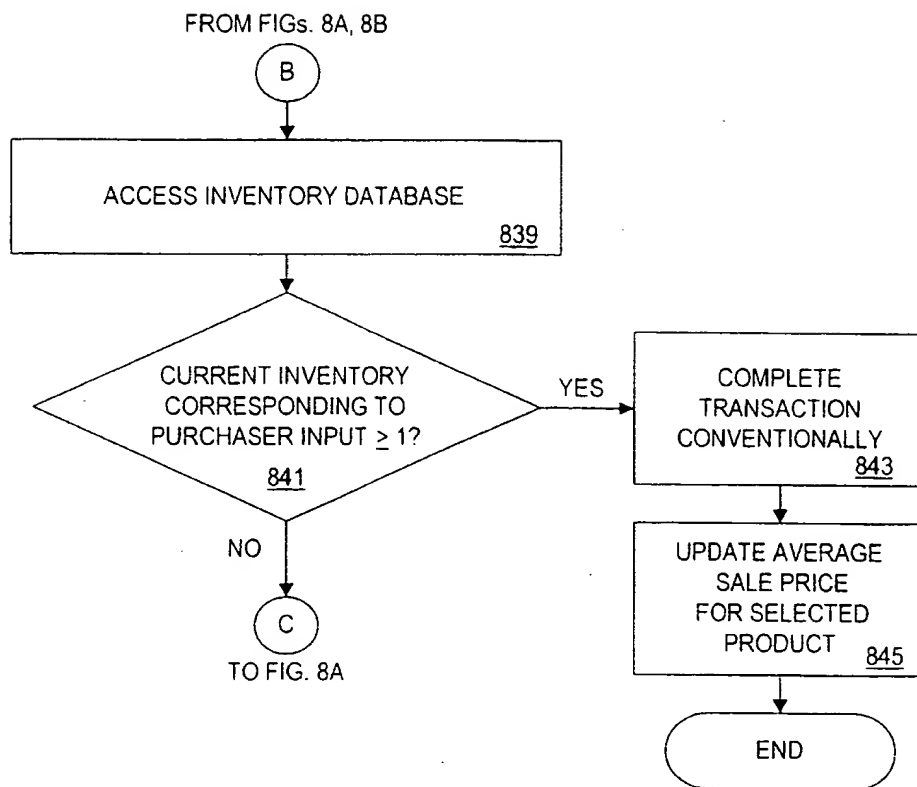 FROM FIGs. 8A, 8B
B
ACCESS INVENTORY DATABASE
839
CURRENT INVENTORY
CORRESPONDING TO
PURCHASER INPUT ≥ 1?
841
YES
COMPLETE
TRANSACTION
CONVENTIONALLY
843
UPDATE AVERAGE
SALE PRICE
FOR SELECTED
PRODUCT
845
END
NO
C
TO FIG. 8A